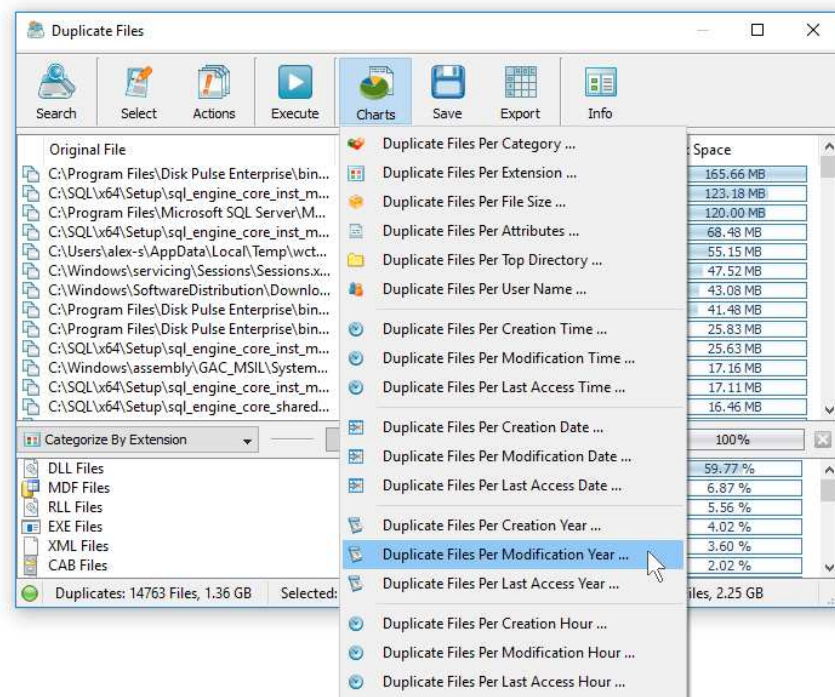 Duplicate Files
Search Select Actions Execute Charts Save Export Info
Original File
Space
C:\Program Files\Disk Pulse Enterprise\bin... 165.66 MB
C:\SQL\x64\Setup\sql_engine_core_inst_m... 123.18 MB
C:\Program Files\Microsoft SQL Server\M... 120.00 MB
C:\SQL\x64\Setup\sql_engine_core_inst_m... 68.48 MB
C:\Users\alex-s\AppData\Local\Temp\wct... 55.15 MB
C:\Windows\servicing\Sessions\Sessions.x... 47.52 MB
C:\Windows\SoftwareDistribution\Downlo... 43.08 MB
C:\Program Files\Disk Pulse Enterprise\bin... 41.48 MB
C:\Program Files\Disk Pulse Enterprise\bin... 25.83 MB
C:\SQL\x64\Setup\sql_engine_core_inst_m... 25.63 MB
C:\Windows\assembly\GAC_MSIL\System... 17.16 MB
C:\SQL\x64\Setup\sql_engine_core_inst_m... 17.11 MB
C:\SQL\x64\Setup\sql_engine_core_shared... 16.46 MB
Categorize By Extension 100%
DLL Files 59.77 %
MDF Files 6.87 %
RLL Files 5.56 %
EXE Files 4.02 %
XML Files 3.60 %
CAB Files 2.02 %
Duplicates: 14763 Files, 1.36 GB Selected: iles, 2.25 GB
Duplicate Files Per Category ...
Duplicate Files Per Extension ...
Duplicate Files Per File Size ...
Duplicate Files Per Attributes ...
Duplicate Files Per Top Directory ...
Duplicate Files Per User Name ...
Duplicate Files Per Creation Time ...
Duplicate Files Per Modification Time ...
Duplicate Files Per Last Access Time ...
Duplicate Files Per Creation Date ...
Duplicate Files Per Modification Date ...
Duplicate Files Per Last Access Date ...
Duplicate Files Per Creation Year ...
Duplicate Files Per Modification Year ...
Duplicate Files Per Last Access Year ...
Duplicate Files Per Creation Hour ...
Duplicate Files Per Modification Hour ...
Duplicate Files Per Last Access Hour ...